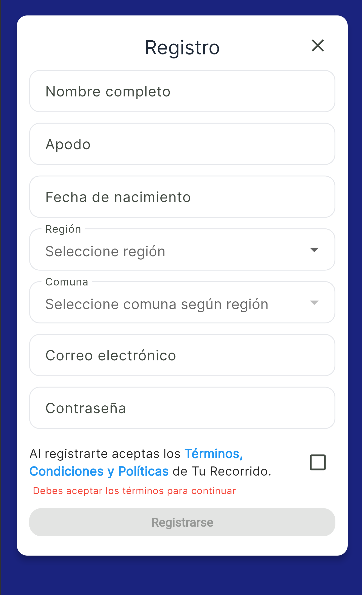 Registro
Nombre completo
Apodo
Fecha de nacimiento
Región
Seleccione región
Comuna
Seleccione comuna según región
Correo electrónico
Contraseña
Al registrarte aceptas los Términos,
Condiciones y Políticas de Tu Recorrido.
Debes aceptar los términos para continuar
Registrarse